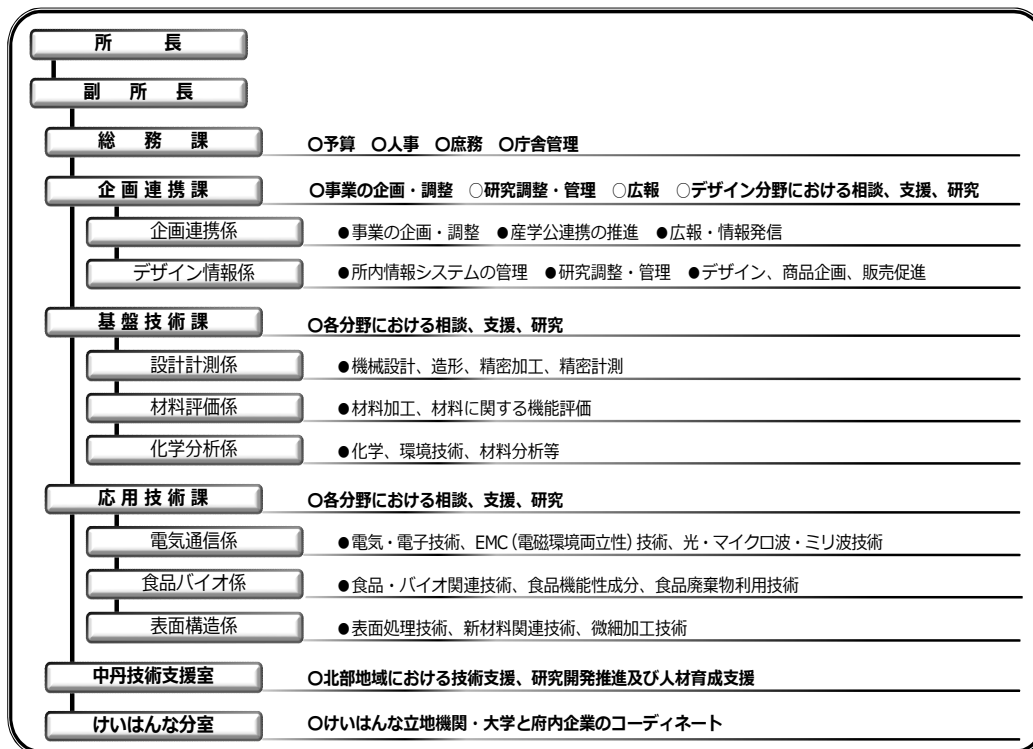 所長
副所長
総務課 ○予算 ○人事 ○庶務 ○庁舎管理
企画連携課 ○事業の企画・調整 ○研究調整・管理 ○広報 ○デザイン分野における相談、支援、研究
企画連携係 ●事業の企画・調整 ●産学公連携の推進 ●広報・情報発信
デザイン情報係 ●所内情報システムの管理 ●研究調整・管理 ●デザイン、商品企画、販売促進
基盤技術課 ○各分野における相談、支援、研究
設計計測係 ●機械設計、造形、精密加工、精密計測
材料評価係 ●材料加工、材料に関する機能評価
化学分析係 ●化学、環境技術、材料分析等
応用技術課 ○各分野における相談、支援、研究
電気通信係 ●電気・電子技術、EMC(電磁環境両立性)技術、光・マイクロ波・ミリ波技術
食品バイオ係 ●食品・バイオ関連技術、食品機能性成分、食品廃棄物利用技術
表面構造係 ●表面処理技術、新材料関連技術、微細加工技術
中丹技術支援室 ○北部地域における技術支援、研究開発推進及び人材育成支援
けいはんな分室 ○けいはんな立地機関・大学と府内企業のコーディネート